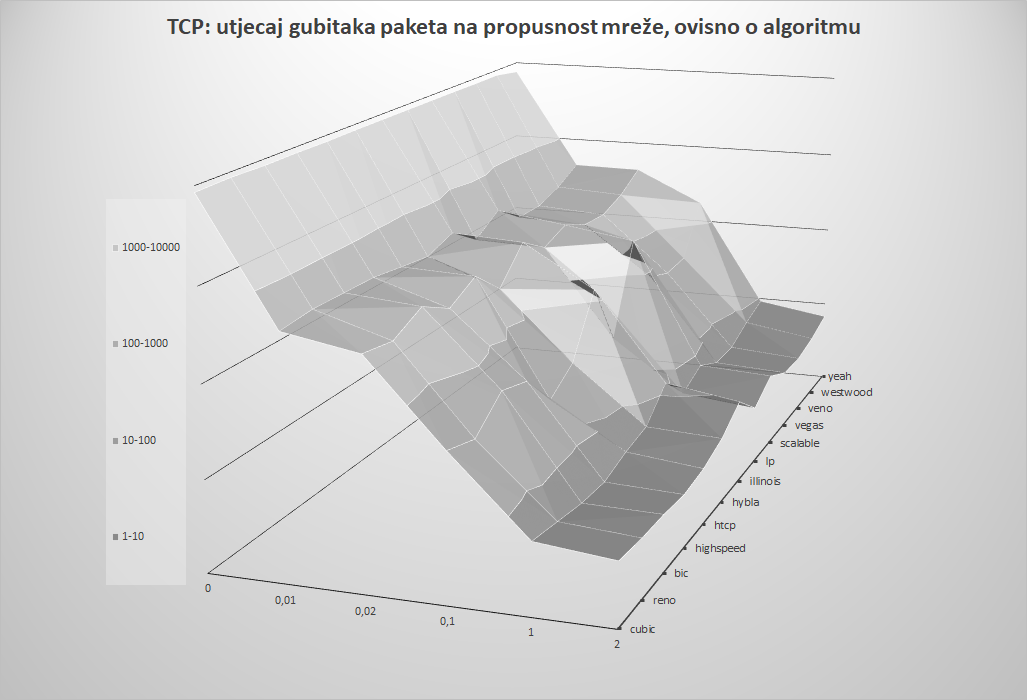 TCP: utjecaj gubitaka paketa na propusnost mreže, ovisno o algoritmu
1000-10000
100-1000
10-100
1-10
0
0,01
0,02
0,1
1
2
yeah
westwood
veno
vegas
scalable
lp
illinois
hybla
htcp
highspeed
bic
reno
cubic